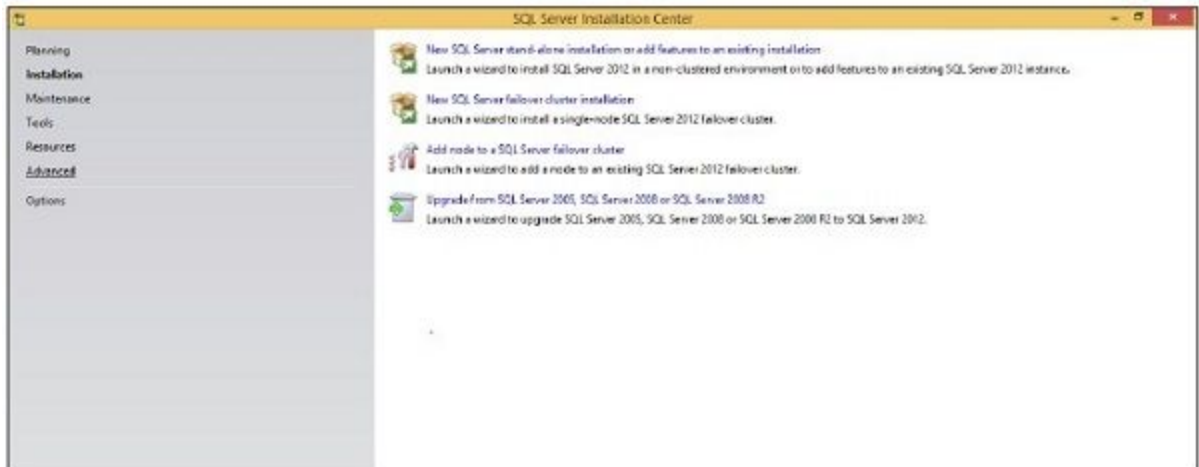 SQL Server Installation Center
Planning
Installation
Maintenance
Tools
Resources
Advanced
Options
New SQL Server stand-alone installation or add features to an existing installation
Launch a wizard to install SQL Server 2012 in a non-clustered environment or to add features to an existing SQL Server 2012 instance.
New SQL Server failover cluster installation
Launch a wizard to install a single-node SQL Server 2012 failover cluster.
Add node to a SQL Server failover cluster
Launch a wizard to add a node to an existing SQL Server 2012 failover cluster.
Upgrade from SQL Server 2005, SQL Server 2008 or SQL Server 2008 R2
Launch a wizard to upgrade SQL Server 2005, SQL Server 2008 or SQL Server 2008 R2 to SQL Server 2012.